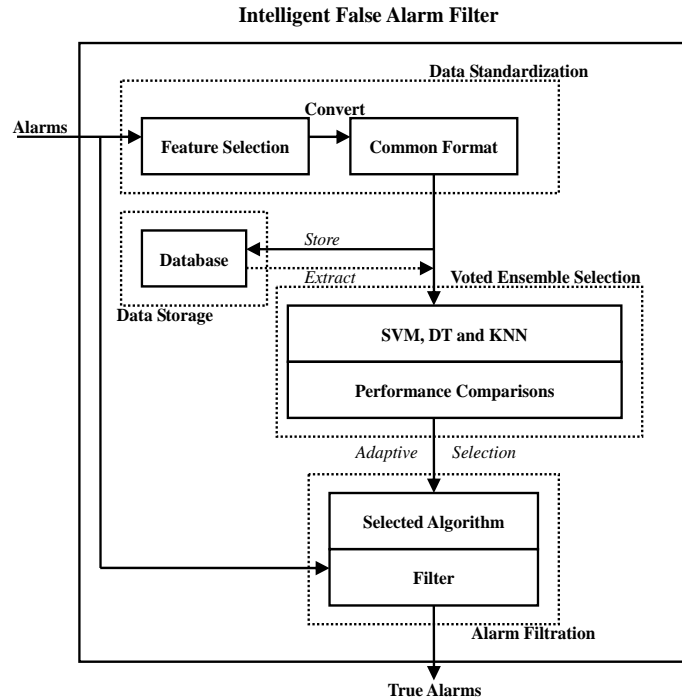 Intelligent False Alarm Filter
Data Standardization
Convert
Alarms
Feature Selection
Common Format
Store
Database
Extract
Voted Ensemble Selection
Data Storage
SVM, DT and KNN
Performance Comparisons
Adaptive Selection
Selected Algorithm
Filter
Alarm Filtration
True Alarms